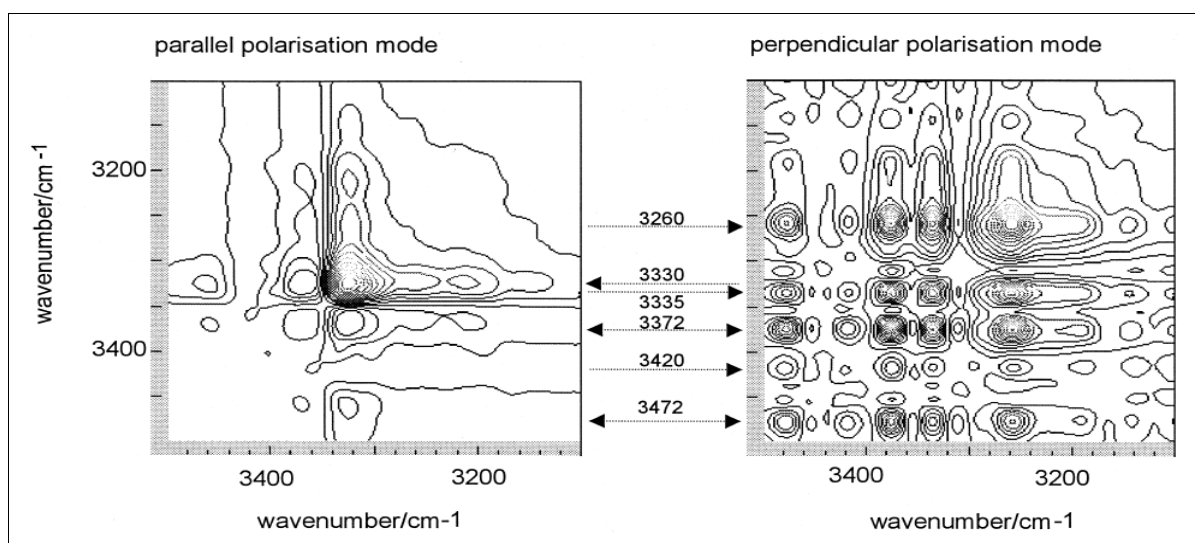 parallel polarisation mode
perpendicular polarisation mode
wavenumber/cm-1
3200
3400
3260
3330
3335
3372
3420
3472
3400 3200
wavenumber/cm-1
3400 3200
wavenumber/cm-1